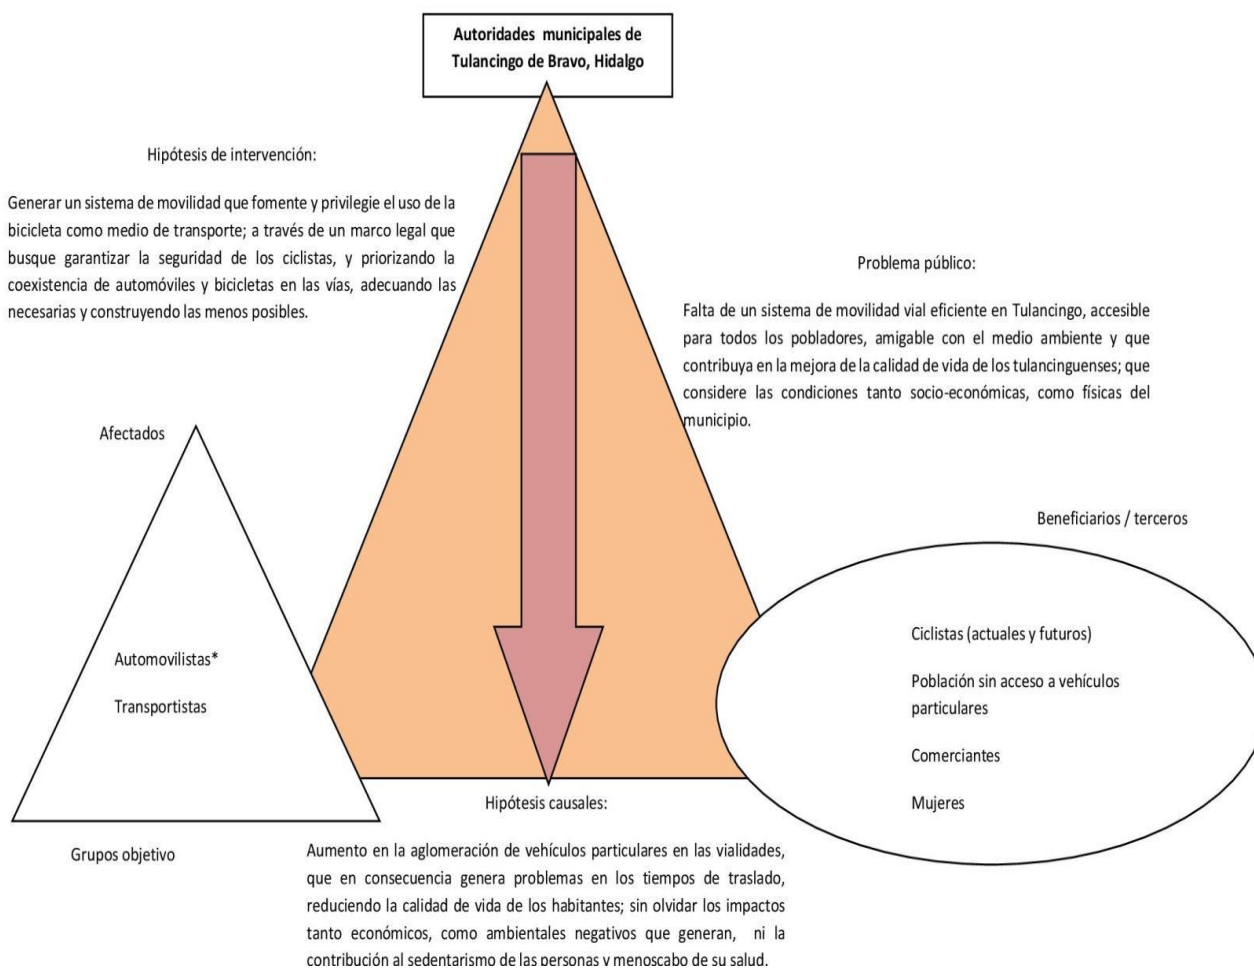 Autoridades municipales de
Tulancingo de Bravo, Hidalgo
Hipótesis de intervención:
Generar un sistema de movilidad que fomente y privilegie el uso de la
bicicleta como medio de transporte; a través de un marco legal que
busque garantizar la seguridad de los ciclistas, y priorizando la
coexistencia de automóviles y bicicletas en las vías, adecuando las
necesarias y construyendo las menos posibles.
Problema público:
Falta de un sistema de movilidad vial eficiente en Tulancingo, accesible
para todos los pobladores, amigable con el medio ambiente y que
contribuya en la mejora de la calidad de vida de los tulancinguenses; que
considere las condiciones tanto socio-económicas, como físicas del
municipio.
Afectados
Automovilistas*
Transportistas
Grupos objetivo
Beneficiarios / terceros
Ciclistas (actuales y futuros)
Población sin acceso a vehículos
particulares
Comerciantes
Mujeres
Hipótesis causales:
Aumento en la aglomeración de vehículos particulares en las vialidades,
que en consecuencia genera problemas en los tiempos de traslado,
reduciendo la calidad de vida de los habitantes; sin olvidar los impactos
tanto económicos, como ambientales negativos que generan, ni la
contribución al sedentarismo de las personas y menoscabo de su salud.